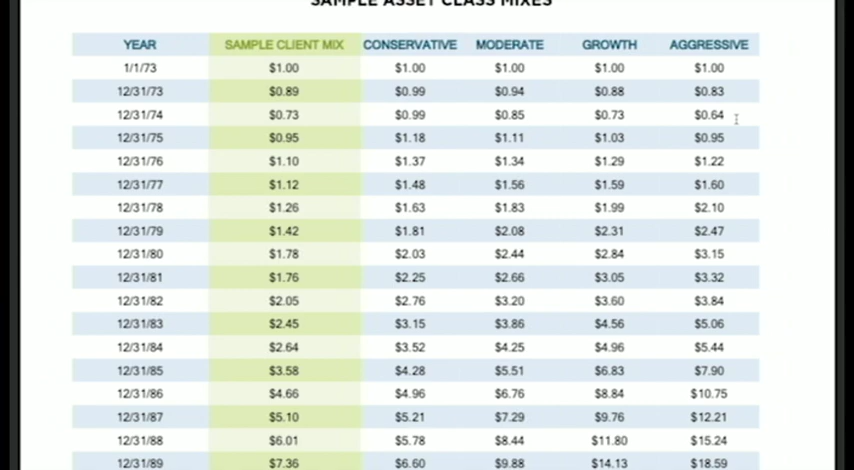 SAMPLE ASSET CLASS MIXES
YEAR SAMPLE CLIENT MIX CONSERVATIVE MODERATE GROWTH AGGRESSIVE
1/1/73 $1.00 $1.00 $1.00 $1.00 $1.00
12/31/73 $0.89 $0.99 $0.94 $0.88 $0.83
12/31/74 $0.73 $0.99 $0.85 $0.73 $0.64
12/31/75 $0.95 $1.18 $1.11 $1.03 $0.95
12/31/76 $1.10 $1.37 $1.34 $1.29 $1.22
12/31/77 $1.12 $1.48 $1.56 $1.59 $1.60
12/31/78 $1.26 $1.63 $1.83 $1.99 $2.10
12/31/79 $1.42 $1.81 $2.08 $2.31 $2.47
12/31/80 $1.78 $2.03 $2.44 $2.84 $3.15
12/31/81 $1.76 $2.25 $2.66 $3.05 $3.32
12/31/82 $2.05 $2.76 $3.20 $3.60 $3.84
12/31/83 $2.45 $3.15 $3.86 $4.56 $5.06
12/31/84 $2.64 $3.52 $4.25 $4.96 $5.44
12/31/85 $3.58 $4.28 $5.51 $6.83 $7.90
12/31/86 $4.66 $4.96 $6.76 $8.84 $10.75
12/31/87 $5.10 $5.21 $7.29 $9.76 $12.21
12/31/88 $6.01 $5.78 $8.44 $11.80 $15.24
12/31/89 $7.36 $6.60 $9.88 $14.13 $18.59